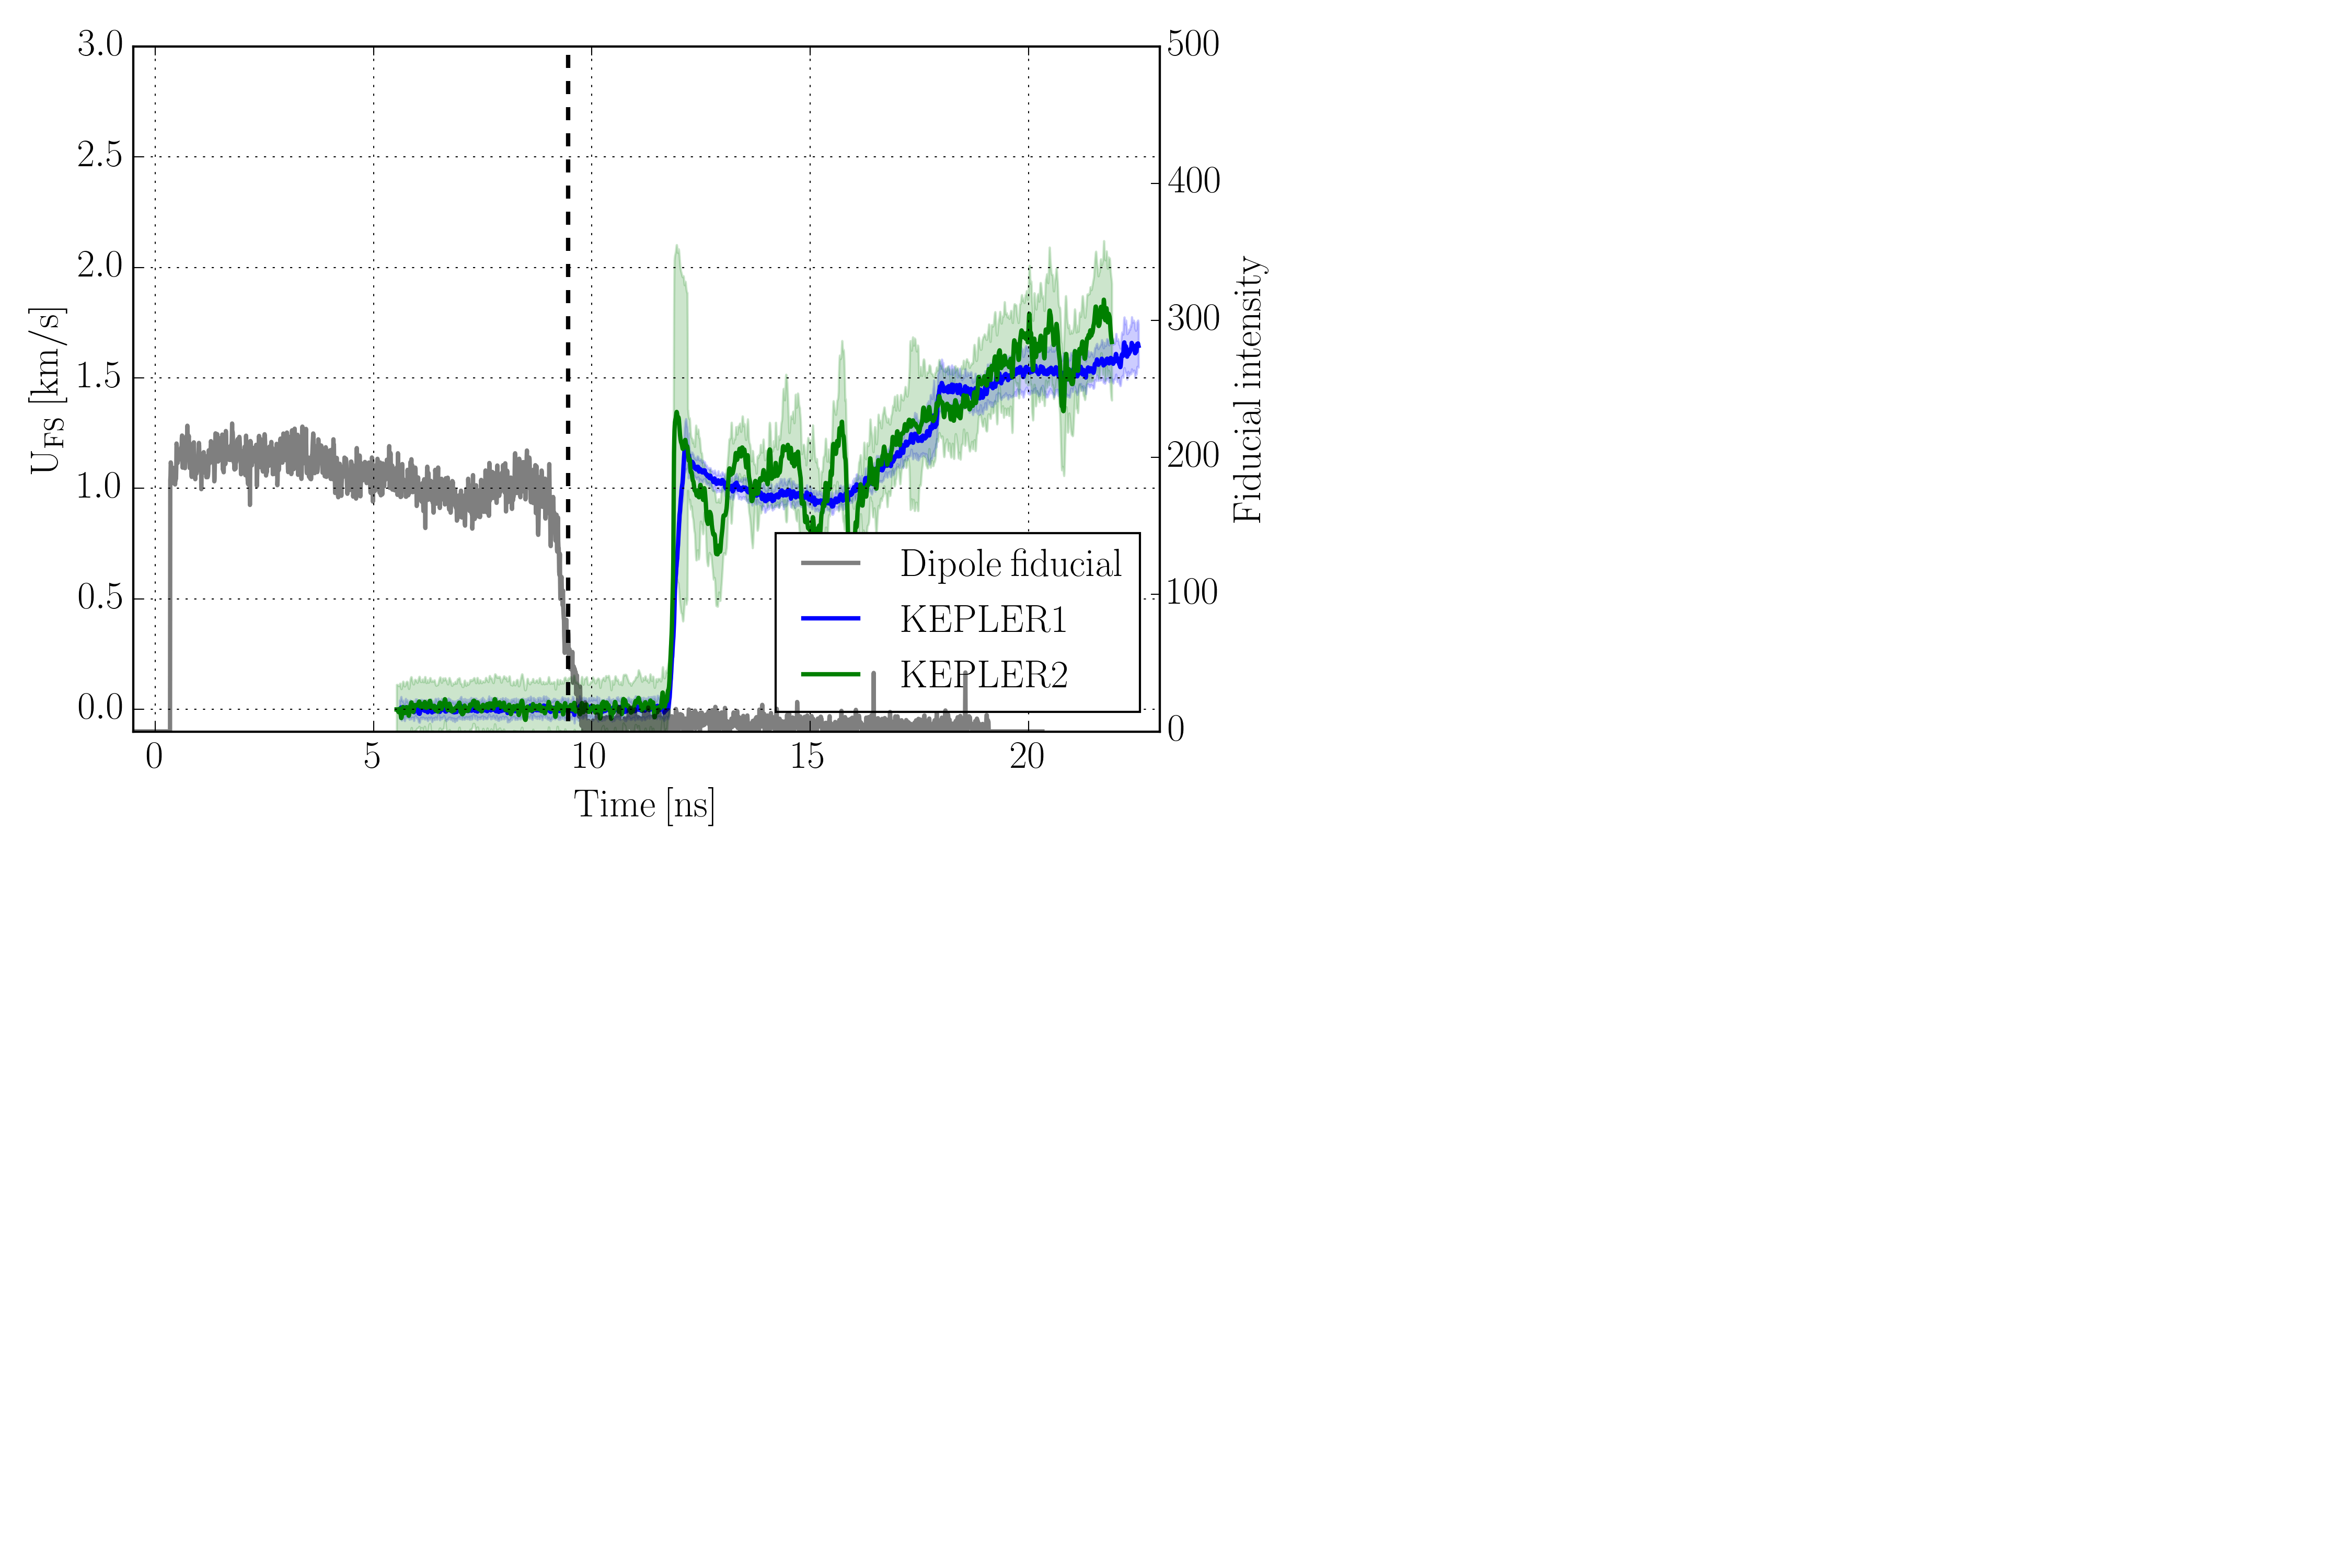 3.0
2.5
2.0
1.5
1.0
0.5
0.0
U_FS [km/s]
500
400
300
200
100
0
Fiducial intensity
Dipole fiducial
KEPLER1
KEPLER2
0 5 10 15 20
Time [ns]